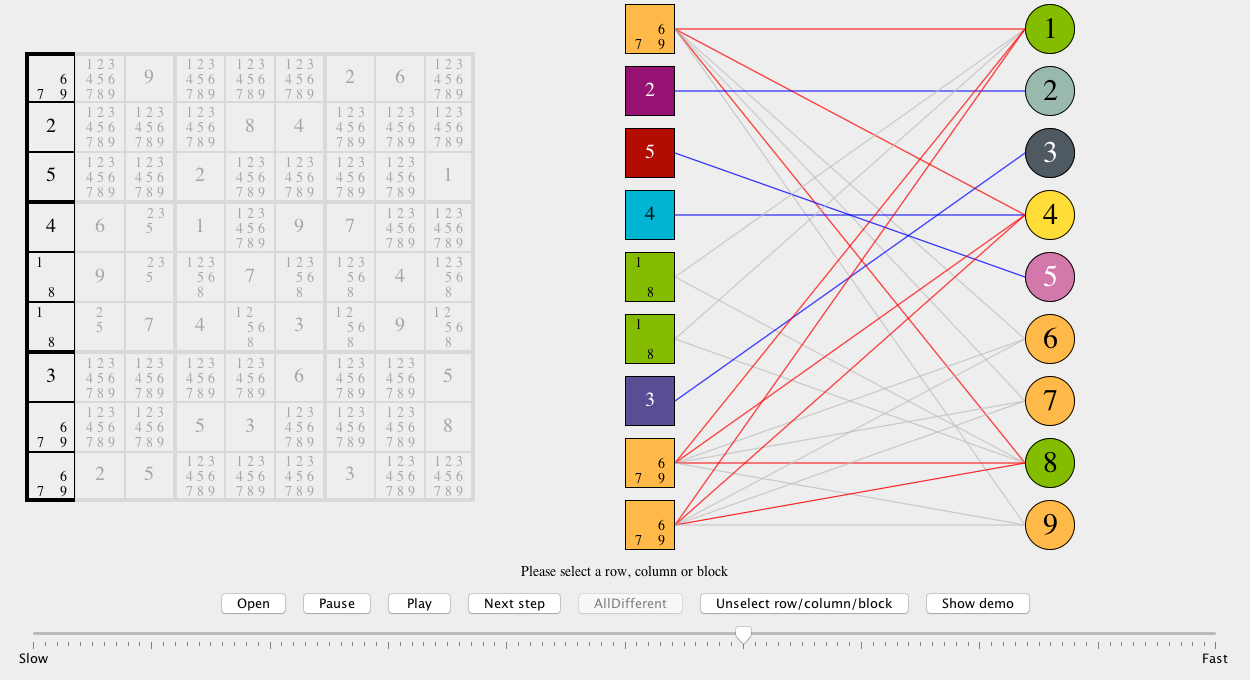 1 2 3 1 2 3 1 2 3 1 2 3 1 2 3
6 4 5 6 9 4 5 6 4 5 6 4 5 6 2 6 4 5 6
7 9 7 8 9 7 8 9 7 8 9 7 8 9 7 8 9
1 2 3 1 2 3 1 2 3 1 2 3 1 2 3 1 2 3
2 4 5 6 4 5 6 4 5 6 8 4 4 5 6 4 5 6 4 5 6
7 8 9 7 8 9 7 8 9 7 8 9 7 8 9 7 8 9
1 2 3 1 2 3 1 2 3 1 2 3 1 2 3 1 2 3
5 4 5 6 4 5 6 2 4 5 6 4 5 6 4 5 6 4 5 6 1
7 8 9 7 8 9 7 8 9 7 8 9 7 8 9 7 8 9
2 3 1 2 3 1 2 3 1 2 3
4 6 5 1 4 5 6 9 7 4 5 6 4 5 6
7 8 9 7 8 9 7 8 9
1 2 3 1 2 3 1 2 3 1 2 3 1 2 3
9 5 5 6 7 5 6 5 6 4 5 6
8 8 8 8 8
1 2 1 2 1 2 1 2
5 7 4 5 6 3 5 6 9 5 6
8 8 8 8
1 2 3 1 2 3 1 2 3 1 2 3 1 2 3 1 2 3
3 4 5 6 4 5 6 4 5 6 4 5 6 6 4 5 6 4 5 6 5
7 8 9 7 8 9 7 8 9 7 8 9 7 8 9 7 8 9
1 2 3 1 2 3 1 2 3 1 2 3 1 2 3
6 4 5 6 4 5 6 5 3 4 5 6 4 5 6 4 5 6 8
7 9 7 8 9 7 8 9 7 8 9 7 8 9 7 8 9
1 2 3 1 2 3 1 2 3 1 2 3 1 2 3
6 2 5 4 5 6 4 5 6 4 5 6 3 4 5 6 4 5 6
7 9 7 8 9 7 8 9 7 8 9 7 8 9 7 8 9
6
7 9
2
5
4
1
8
1
8
3
6
7 9
6
7 9
1
2
3
4
5
6
7
8
9
Please select a row, column or block
Open Pause Play Next step AllDifferent Unselect row/column/block Show demo
Slow Fast